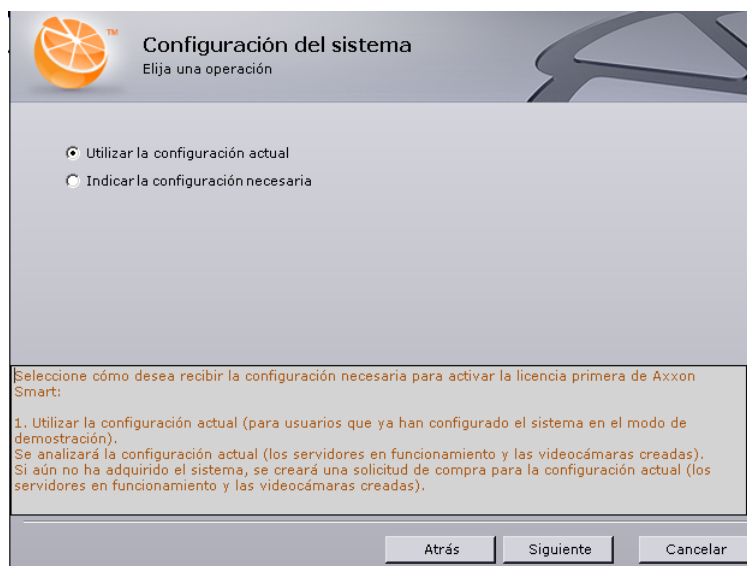 TM
Configuración del sistema
Elija una operación
Utilizar la configuración actual
Indicar la configuración necesaria
Seleccione cómo desea recibir la configuración necesaria para activar la licencia primera de Axxon
Smart:
1. Utilizar la configuración actual (para usuarios que ya han configurado el sistema en el modo de
demostración).
Se analizará la configuración actual (los servidores en funcionamiento y las videocámaras creadas).
Si aún no ha adquirido el sistema, se creará una solicitud de compra para la configuración actual (los
servidores en funcionamiento y las videocámaras creadas).
Atrás
Siguiente
Cancelar